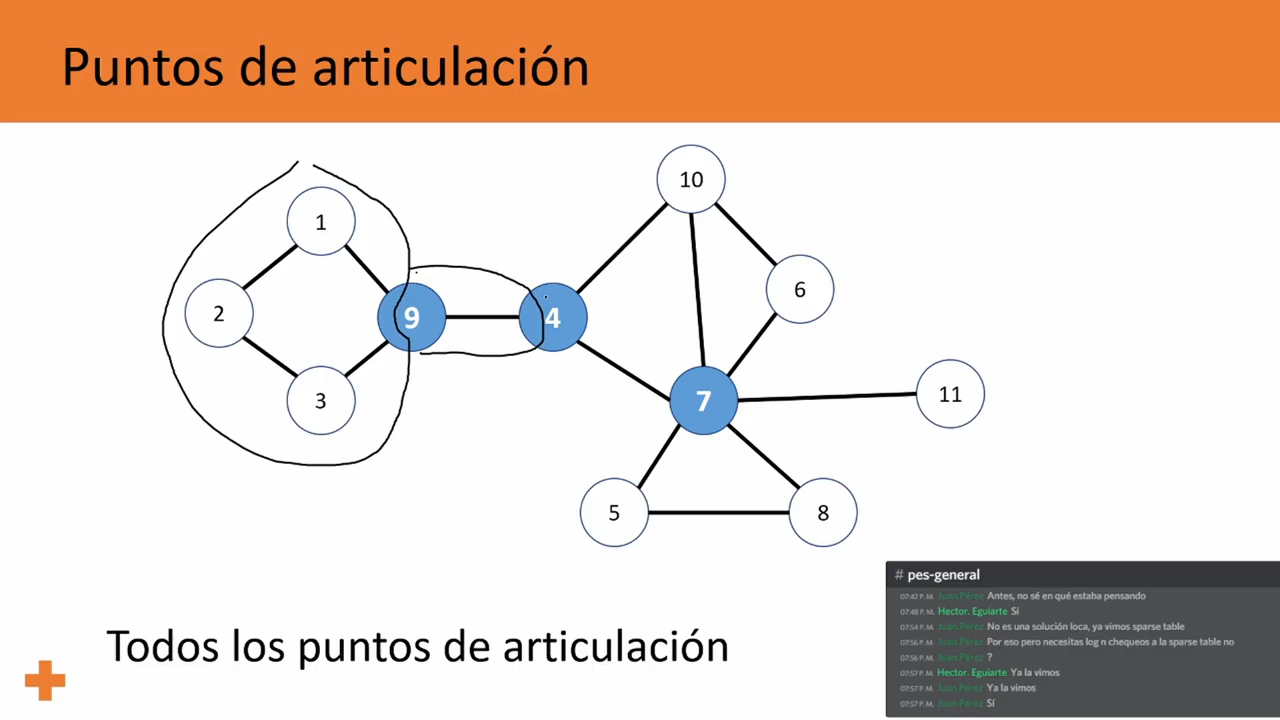 Puntos de articulación
10
1
6
2
9
4
3
7
11
5
8
Todos los puntos de articulación
# pes-general
07:42 P. M. Juan.Pérez Antes, no sé en qué estaba pensando
07:48 P. M. Hector. Eguiarte Sí
07:54 P. M. Juan.Pérez No es una solución loca, ya vimos sparse table
07:56 P. M. Juan.Pérez Por eso pero necesitas log n chequeos a la sparse table no
07:56 P. M. Juan.Pérez ?
07:57 P. M. Hector. Eguiarte Ya la vimos
07:57 P. M. Juan.Pérez Ya la vimos
07:57 P. M. Juan.Pérez Sí